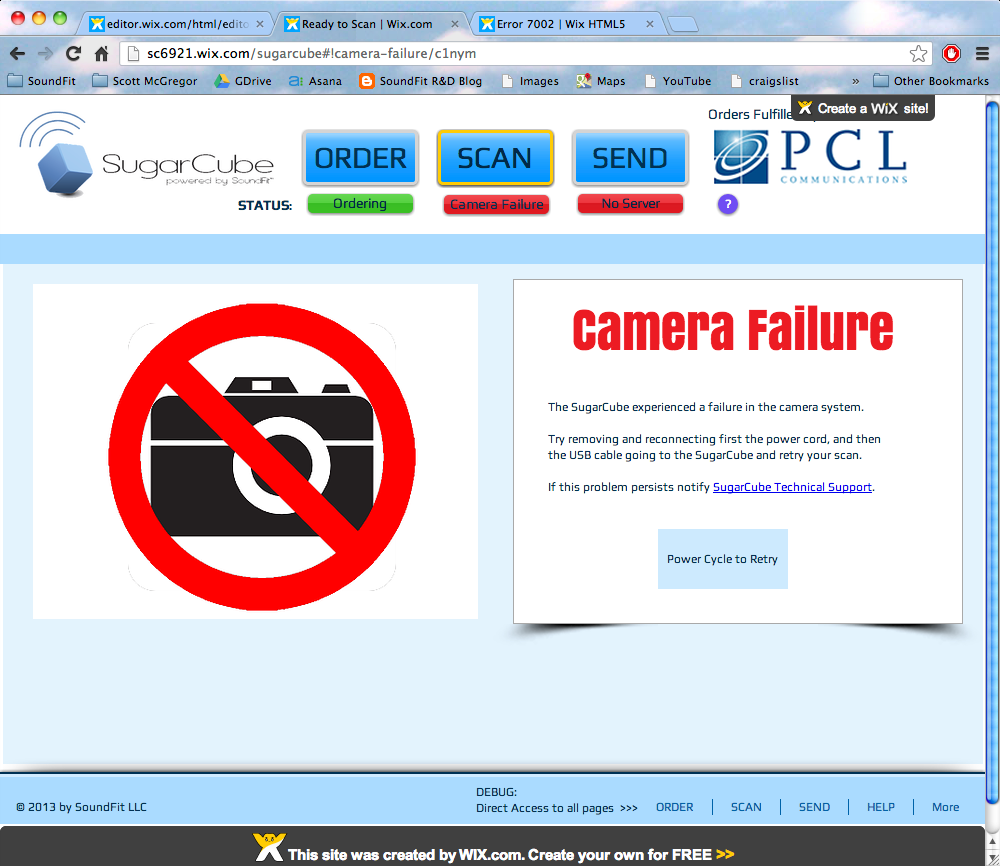 editor.wix.com/html/edito
Ready to Scan | Wix.com
Error 7002 | Wix HTML5
sc6921.wix.com/sugarcube#!camera-failure/c1nym
SoundFit
Scott McGregor
GDrive
Asana
SoundFit R&D Blog
Images
Maps
YouTube
craigslist
»
Other Bookmarks
Create a WiX site!
Orders Fulfille
SugarCube
powered by SoundFit™
ORDER
SCAN
SEND
PCL
COMMUNICATIONS
STATUS:
Ordering
Camera Failure
No Server
?
Camera Failure
The SugarCube experienced a failure in the camera system.
Try removing and reconnecting first the power cord, and then
the USB cable going to the SugarCube and retry your scan.
If this problem persists notify SugarCube Technical Support.
Power Cycle to Retry
DEBUG:
© 2013 by SoundFit LLC
Direct Access to all pages >>>
ORDER
SCAN
SEND
HELP
More
This site was created by WIX.com. Create your own for FREE >>